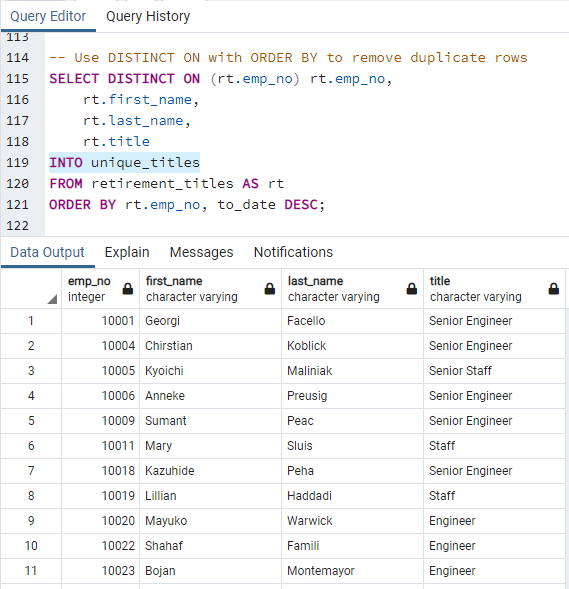 Query Editor Query History
113
114 -- Use DISTINCT ON with ORDER BY to remove duplicate rows
115 SELECT DISTINCT ON (rt.emp_no) rt.emp_no,
116 rt.first_name,
117 rt.last_name,
118 rt.title
119 INTO unique_titles
120 FROM retirement_titles AS rt
121 ORDER BY rt.emp_no, to_date DESC;
122
Data Output Explain Messages Notifications
emp_no first_name last_name title
integer character varying character varying character varying
1 10001 Georgi Facello Senior Engineer
2 10004 Chirstian Koblick Senior Engineer
3 10005 Kyoichi Maliniak Senior Staff
4 10006 Anneke Preusig Senior Engineer
5 10009 Sumant Peac Senior Engineer
6 10011 Mary Sluis Staff
7 10018 Kazuhide Peha Senior Engineer
8 10019 Lillian Haddadi Staff
9 10020 Mayuko Warwick Engineer
10 10022 Shahaf Famili Engineer
11 10023 Bojan Montemayor Engineer